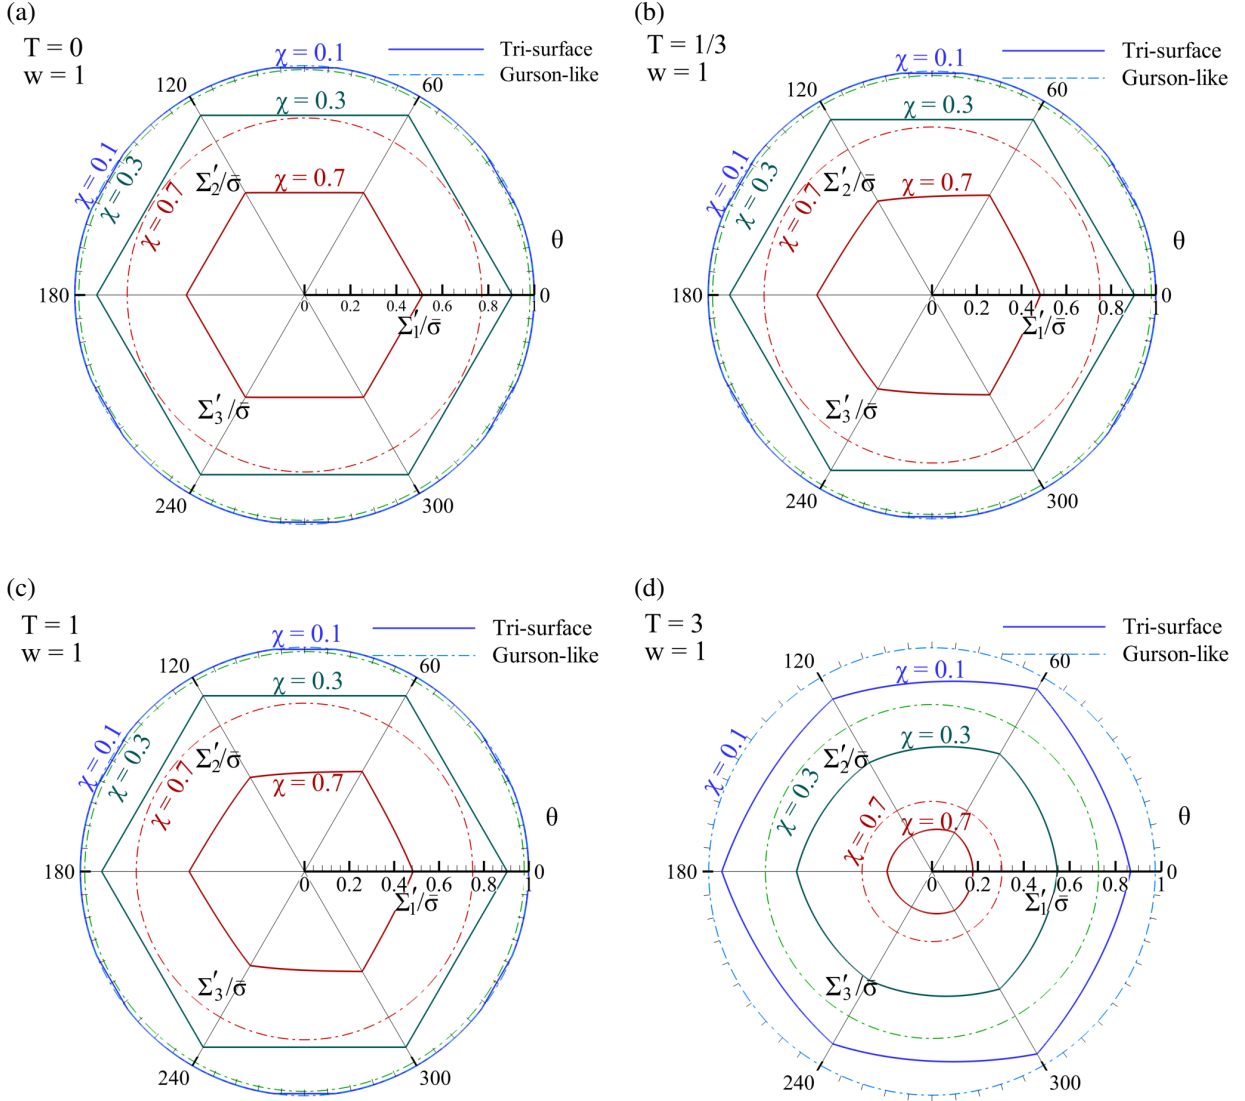 (a)
T = 0
w = 1
χ = 0.1
Tri-surface
Gurson-like
120
60
χ = 0.3
χ = 0.1
χ = 0.3
χ = 0.7
Σ′2/σ̄
χ = 0.7
θ
180
0 0.2 0.4 0.6 0.8 1
0
Σ′1/σ̄
Σ′3/σ̄
240
300
(b)
T = 1/3
w = 1
χ = 0.1
Tri-surface
Gurson-like
120
60
χ = 0.3
χ = 0.1
χ = 0.3
χ = 0.7
Σ′2/σ̄
χ = 0.7
θ
180
0 0.2 0.4 0.6 0.8 1
0
Σ′1/σ̄
Σ′3/σ̄
240
300
(c)
T = 1
w = 1
χ = 0.1
Tri-surface
Gurson-like
120
60
χ = 0.3
χ = 0.1
χ = 0.3
χ = 0.7
Σ′2/σ̄
χ = 0.7
θ
180
0 0.2 0.4 0.6 0.8 1
0
Σ′1/σ̄
Σ′3/σ̄
240
300
(d)
T = 3
w = 1
Tri-surface
Gurson-like
120
60
χ = 0.1
χ = 0.1
χ = 0.3
χ = 0.3
χ = 0.7
Σ′2/σ̄
χ = 0.7
θ
180
0 0.2 0.4 0.6 0.8 1
0
Σ′1/σ̄
Σ′3/σ̄
240
300